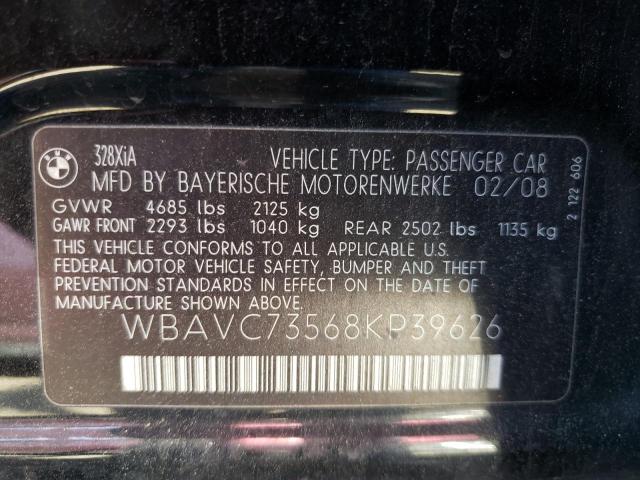 328XiA VEHICLE TYPE: PASSENGER CAR
MFD BY BAYERISCHE MOTORENWERKE 02/08
GVWR 4685 lbs 2125 kg
GAWR FRONT 2293 lbs 1040 kg REAR 2502 lbs 1135 kg
THIS VEHICLE CONFORMS TO ALL APPLICABLE U.S.
FEDERAL MOTOR VEHICLE SAFETY, BUMPER AND THEFT
PREVENTION STANDARDS IN EFFECT ON THE DATE OF
MANUFACTURE SHOWN ABOVE.
WBAVC73568KP39626
2 122 606